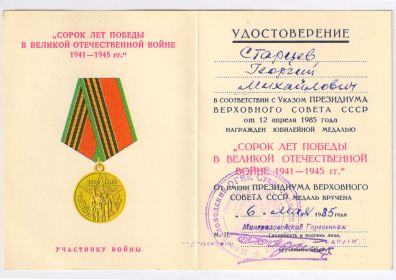 „СОРОК ЛЕТ ПОБЕДЫ
В ВЕЛИКОЙ ОТЕЧЕСТВЕННОЙ ВОЙНЕ
1941—1945 гг.“
УЧАСТНИКУ ВОЙНЫ
УДОСТОВЕРЕНИЕ
Старцев
Георгий
Михайлович
В СООТВЕТСТВИИ С УКАЗОМ ПРЕЗИДИУМА
ВЕРХОВНОГО СОВЕТА СССР
от 12 апреля 1985 года
НАГРАЖДЕН ЮБИЛЕЙНОЙ МЕДАЛЬЮ
„СОРОК ЛЕТ ПОБЕДЫ
В ВЕЛИКОЙ ОТЕЧЕСТВЕННОЙ
ВОЙНЕ 1941—1945 гг.“
От имени ПРЕЗИДИУМА ВЕРХОВНОГО
СОВЕТА СССР МЕДАЛЬ ВРУЧЕНА
6 мая 1985 года